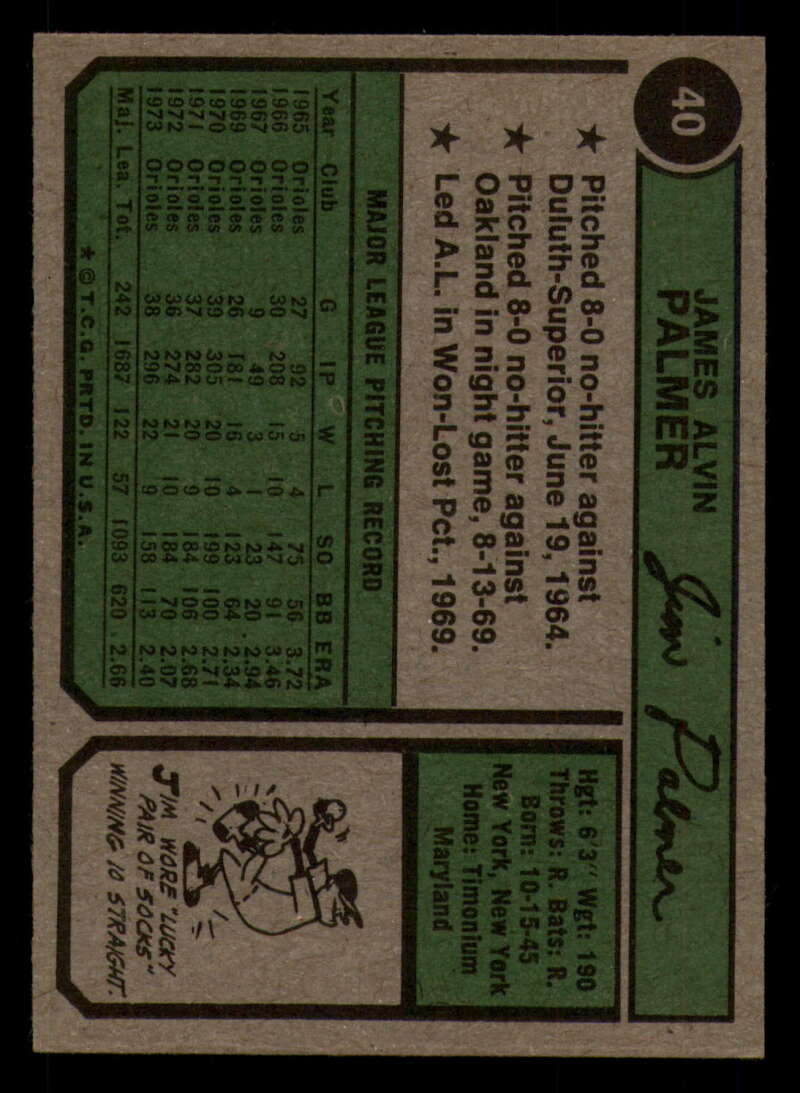 40
JAMES ALVIN
PALMER
Jim Palmer
★ Pitched 8-0 no-hitter against
Duluth-Superior, June 19, 1964.
★ Pitched 8-0 no-hitter against
Oakland in night game, 8-13-69.
★ Led A.L. in Won-Lost Pct., 1969.
MAJOR LEAGUE PITCHING RECORD
Year Club G IP W L SO BB ERA
1965 Orioles 27 92 5 4 75 56 3.72
1966 Orioles 30 208 15 10 147 91 3.46
1967 Orioles 9 49 3 1 23 20 2.94
1969 Orioles 26 181 16 4 123 64 2.34
1970 Orioles 39 305 20 10 199 100 2.71
1971 Orioles 37 282 20 9 184 106 2.68
1972 Orioles 36 274 21 10 184 70 2.07
1973 Orioles 38 296 22 9 158 113 2.40
Maj. Lea. Tot. 242 1687 122 57 1093 620 2.66
★ © T.C.G. PRTD. IN U.S.A.
Hgt: 6'3" Wgt: 190
Throws: R. Bats: R.
Born: 10-15-45
New York, New York
Home: Timonium
Maryland
JIM WORE "LUCKY
PAIR OF SOCKS"
WINNING 10 STRAIGHT.